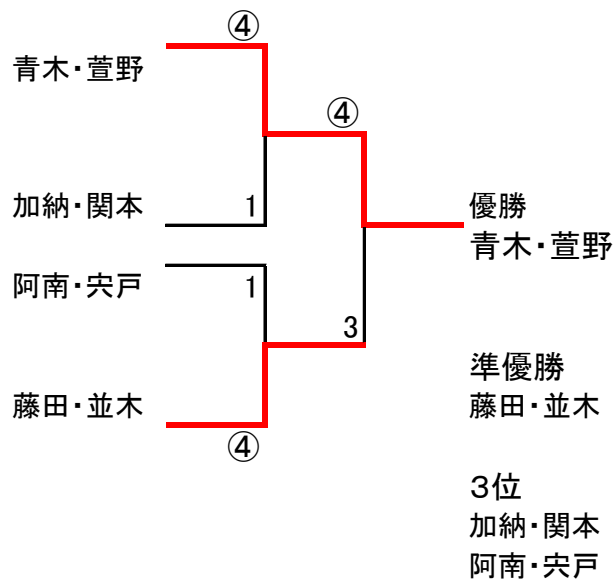 ④
青木・萱野
④
加納・関本
1
優勝
青木・萱野
阿南・宍戸
1
3
準優勝
藤田・並木
藤田・並木
④
３位
加納・関本
阿南・宍戸